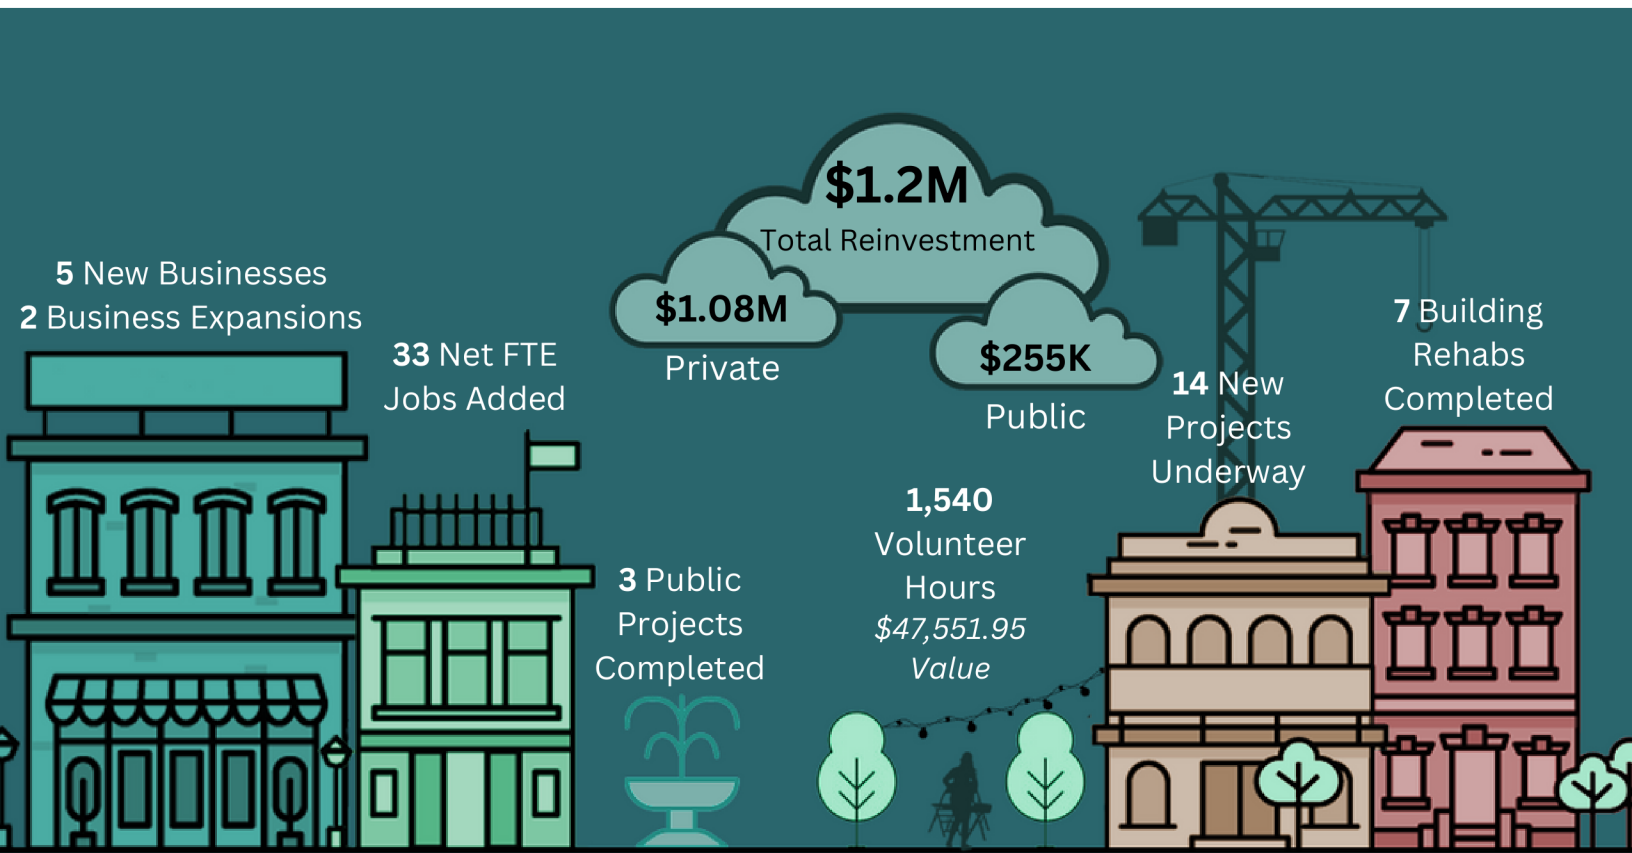 $1.2M
Total Reinvestment
$1.08M
Private
$255K
Public
5 New Businesses
2 Business Expansions
33 Net FTE
Jobs Added
3 Public
Projects
Completed
1,540
Volunteer
Hours
$47,551.95
Value
14 New
Projects
Underway
7 Building
Rehabs
Completed